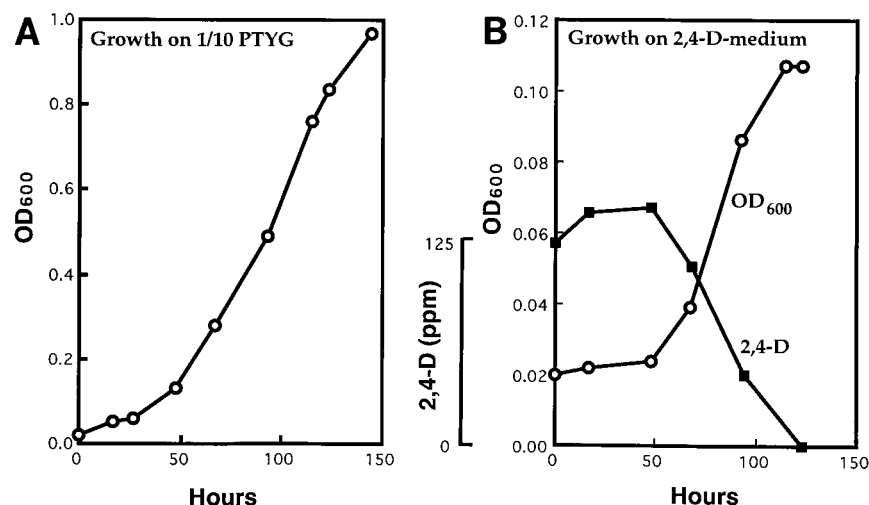 A
Growth on 1/10 PTYG
1.0
0.8
0.6
0.4
0.2
0.0
OD600
0
50
100
150
Hours
B
Growth on 2,4-D-medium
0.12
0.10
0.08
0.06
0.04
0.02
0.00
OD600
125
0
2,4-D (ppm)
OD600
2,4-D
0
50
100
150
Hours